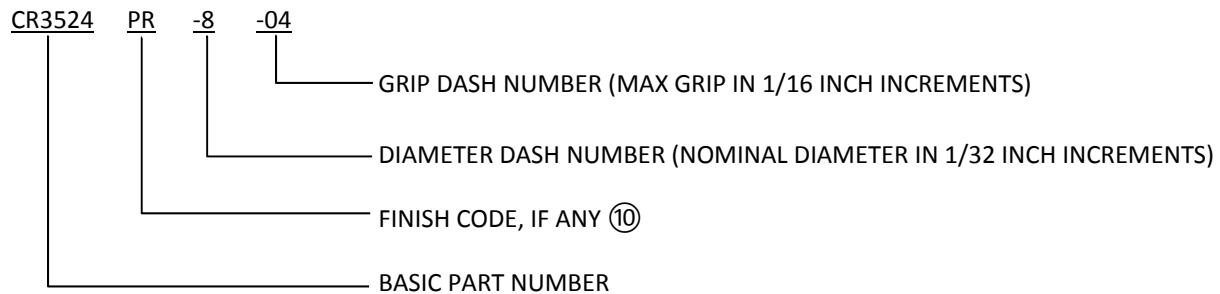 CR3524 PR -8 -04
GRIP DASH NUMBER (MAX GRIP IN 1/16 INCH INCREMENTS)
DIAMETER DASH NUMBER (NOMINAL DIAMETER IN 1/32 INCH INCREMENTS)
FINISH CODE, IF ANY ⑩
BASIC PART NUMBER